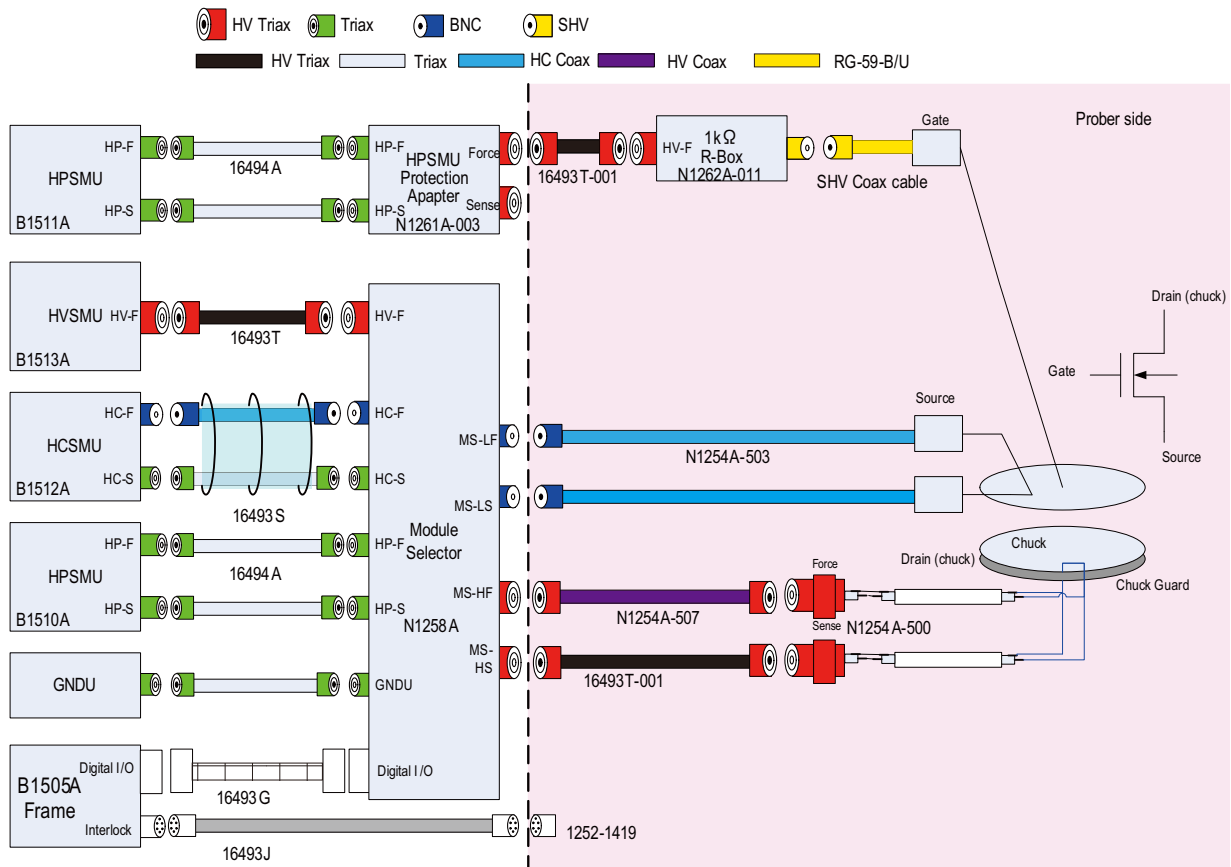 HV Triax
Triax
BNC
SHV
HV Triax
Triax
HC Coax
HV Coax
RG-59-B/U
Prober side
HPSMU
B1511A
HP-F
HP-S
16494A
HP-F
HP-S
HPSMU
Protection
Apapter
N1261A-003
Force
Sense
16493T-001
HV-F
1kΩ
R-Box
N1262A-011
SHV Coax cable
Gate
HVSMU
B1513A
HV-F
16493T
HV-F
HCSMU
B1512A
HC-F
HC-S
16493S
HC-F
HC-S
HPSMU
B1510A
HP-F
HP-S
16494A
HP-F
HP-S
GNDU
GNDU
Module
Selector
N1258A
MS-LF
MS-LS
MS-HF
MS-
HS
N1254A-503
Source
Drain (chuck)
Gate
Source
Chuck
Drain (chuck)
Chuck Guard
Force
Sense
N1254A-507
N1254A-500
16493T-001
B1505A
Frame
Digital I/O
Interlock
16493G
Digital I/O
16493J
1252-1419